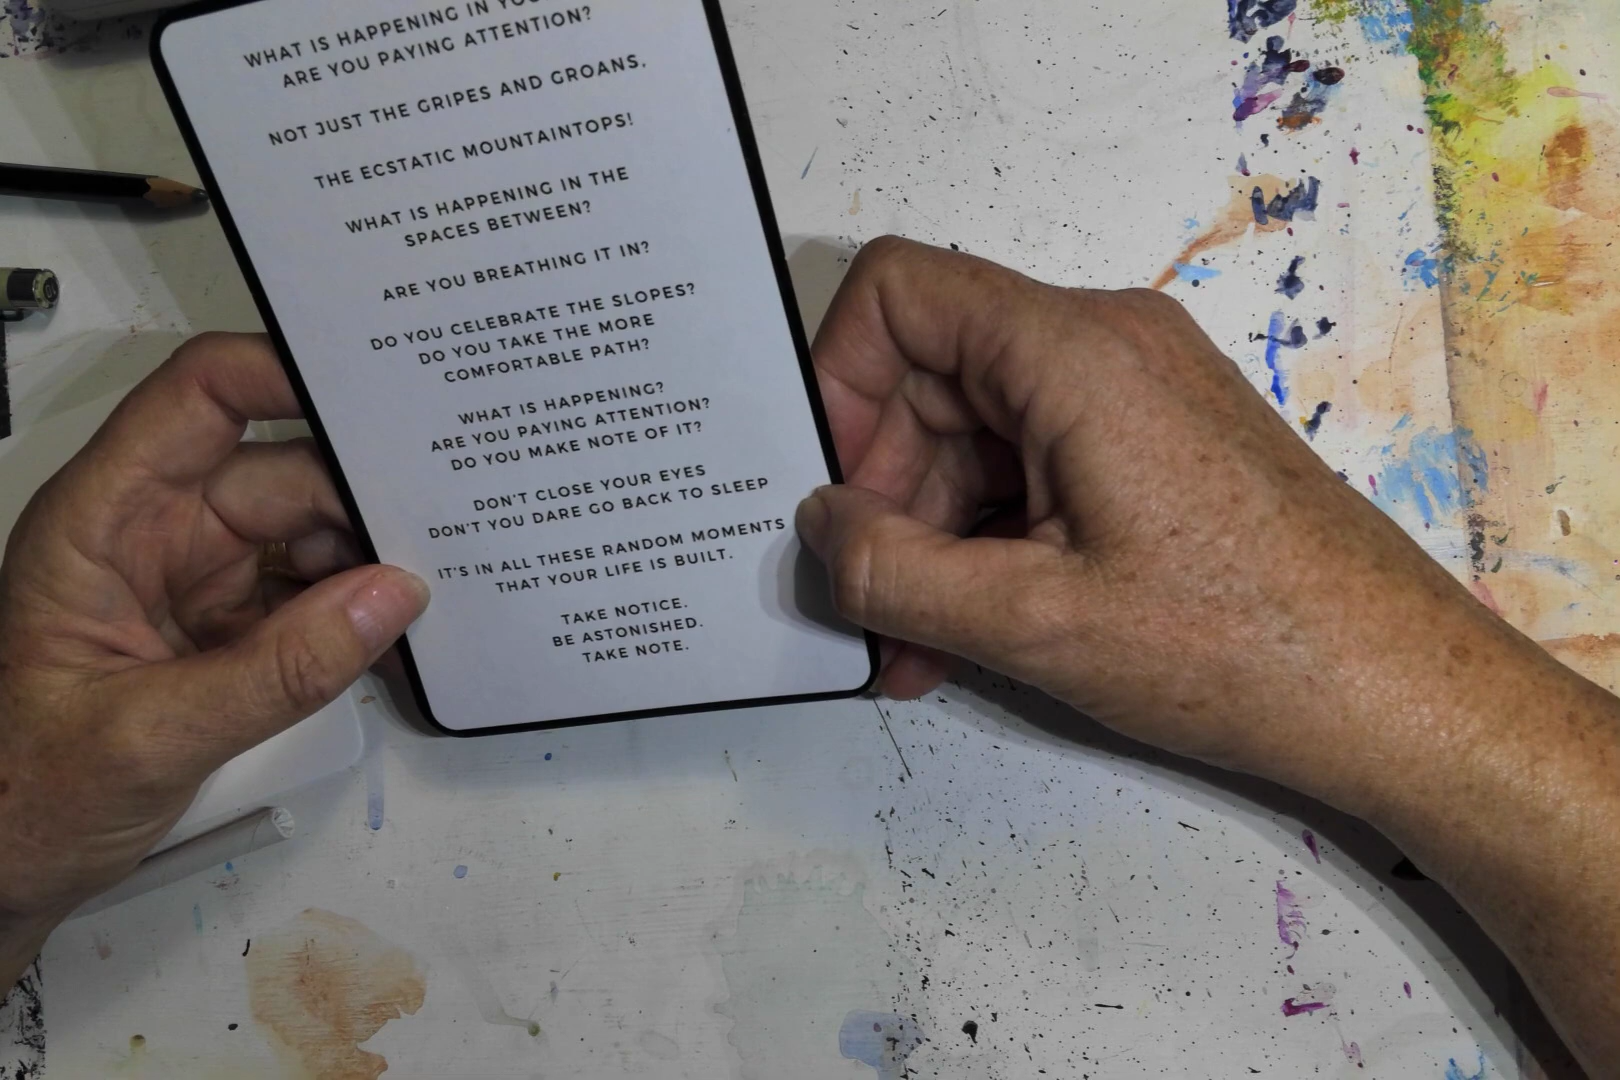 WHAT IS HAPPENING IN
ARE YOU PAYING ATTENTION?
NOT JUST THE GRIPES AND GROANS,
THE ECSTATIC MOUNTAINTOPS!
WHAT IS HAPPENING IN THE
SPACES BETWEEN?
ARE YOU BREATHING IT IN?
DO YOU CELEBRATE THE SLOPES?
DO YOU TAKE THE MORE
COMFORTABLE PATH?
WHAT IS HAPPENING?
ARE YOU PAYING ATTENTION?
DO YOU MAKE NOTE OF IT?
DON'T CLOSE YOUR EYES
DON'T YOU DARE GO BACK TO SLEEP
IT'S IN ALL THESE RANDOM MOMENTS
THAT YOUR LIFE IS BUILT.
TAKE NOTICE.
BE ASTONISHED.
TAKE NOTE.